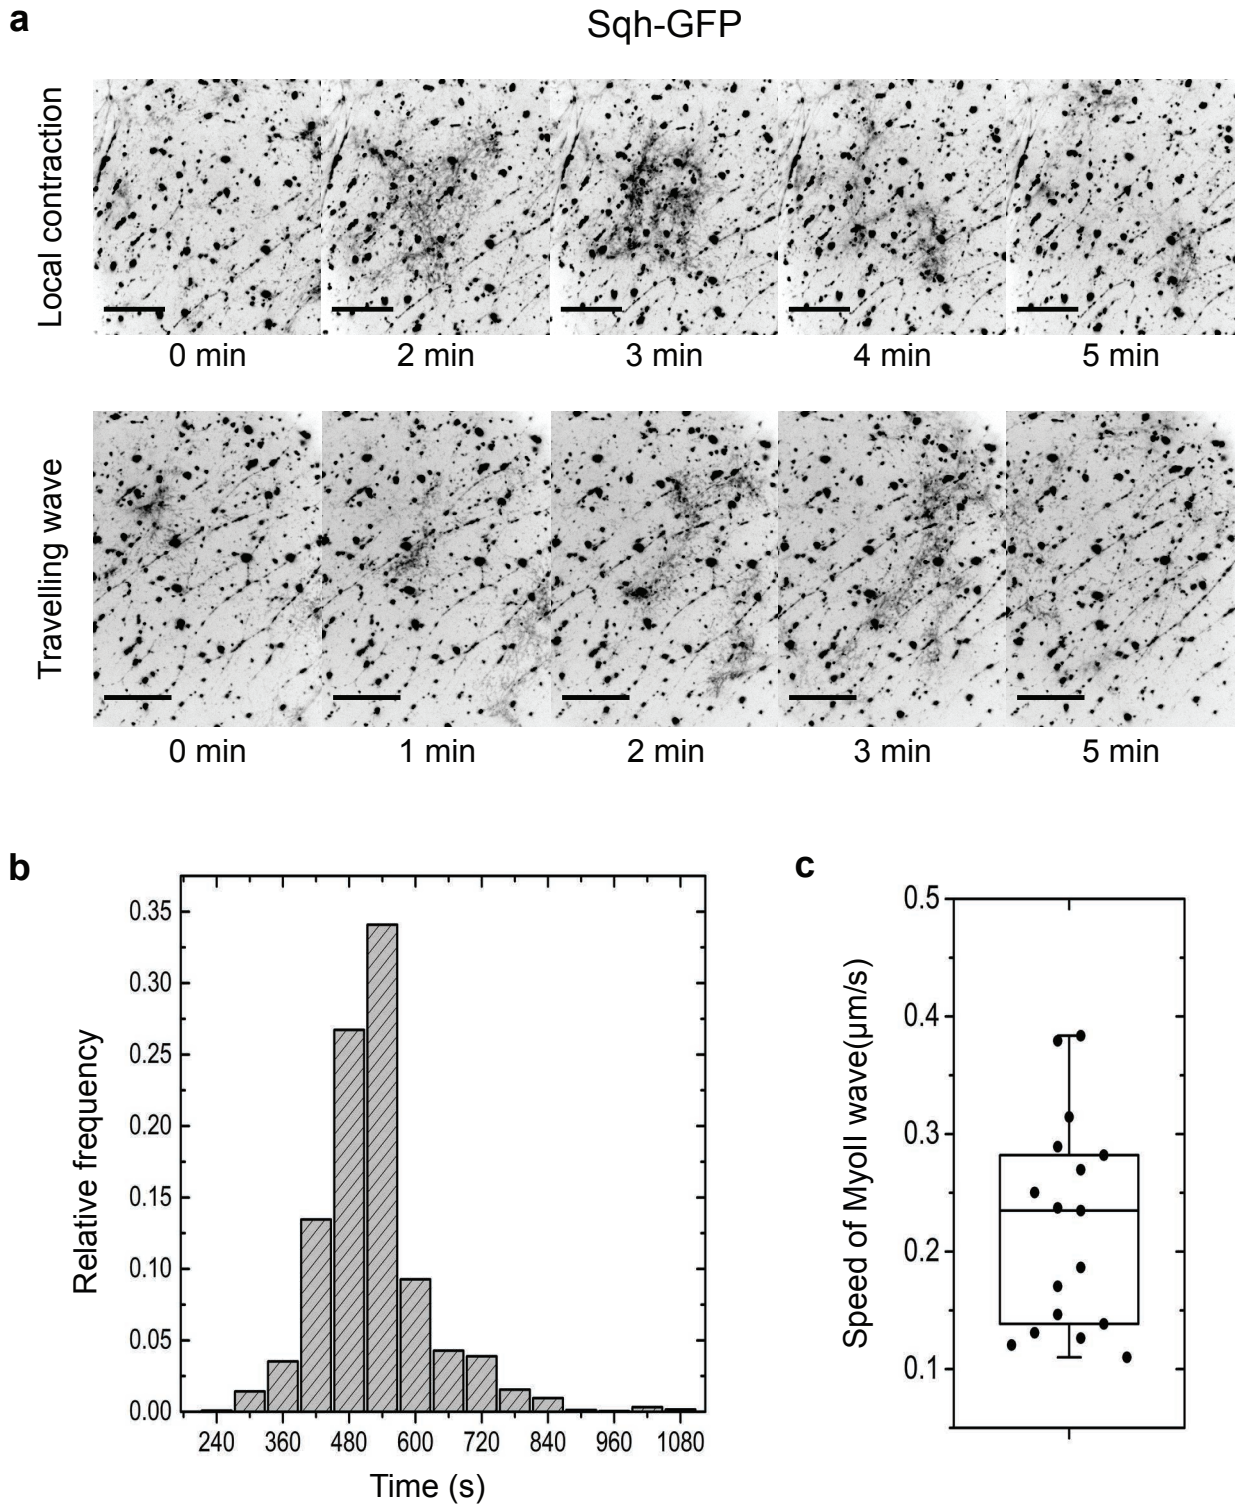 a
Sqh-GFP
Local contraction
0 min 2 min 3 min 4 min 5 min
Travelling wave
0 min 1 min 2 min 3 min 5 min
b
Relative frequency
0.35
0.30
0.25
0.20
0.15
0.10
0.05
0.00
240 360 480 600 720 840 960 1080
Time (s)
c
Speed of MyoII wave(μm/s)
0.5
0.4
0.3
0.2
0.1